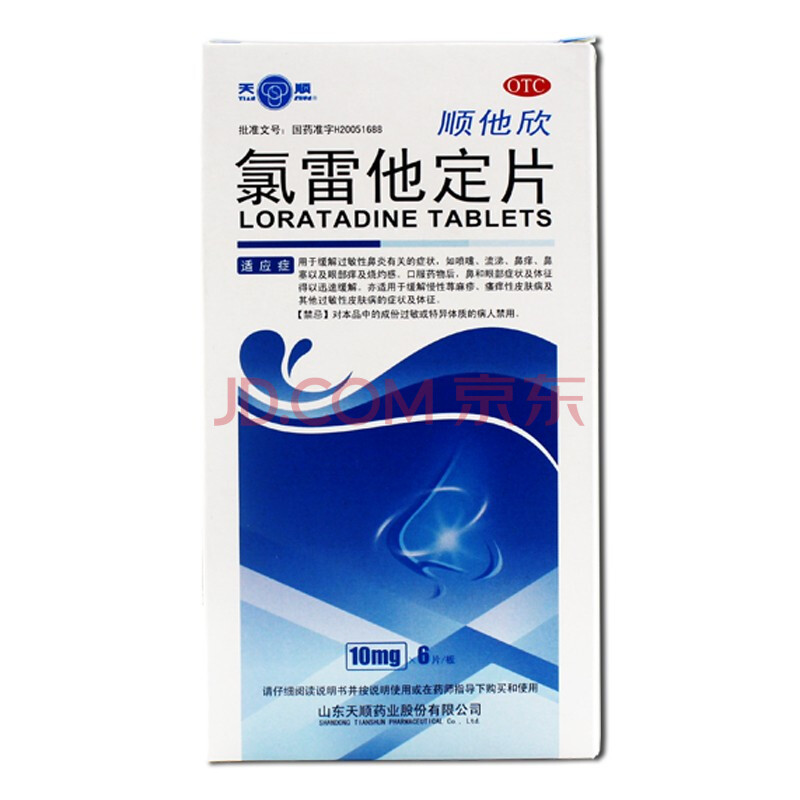 天 顺
TIAN SHUN®
OTC
批准文号：国药准字H20051688
顺他欣
氯雷他定片
LORATADINE TABLETS
适应症
用于缓解过敏性鼻炎有关的症状，如喷嚏、流涕、鼻痒、鼻
塞以及眼部痒及烧灼感。口服药物后，鼻和眼部症状及体征
得以迅速缓解。亦适用于缓解慢性荨麻疹、瘙痒性皮肤病及
其他过敏性皮肤病的症状及体征。
【禁忌】对本品中的成份过敏或特异体质的病人禁用。
JD.COM 京东
10mg×6片/板
请仔细阅读说明书并按说明使用或在药师指导下购买和使用
山东天顺药业股份有限公司
SHANDONG TIANSHUN PHARMACEUTICAL Co., Ltd.